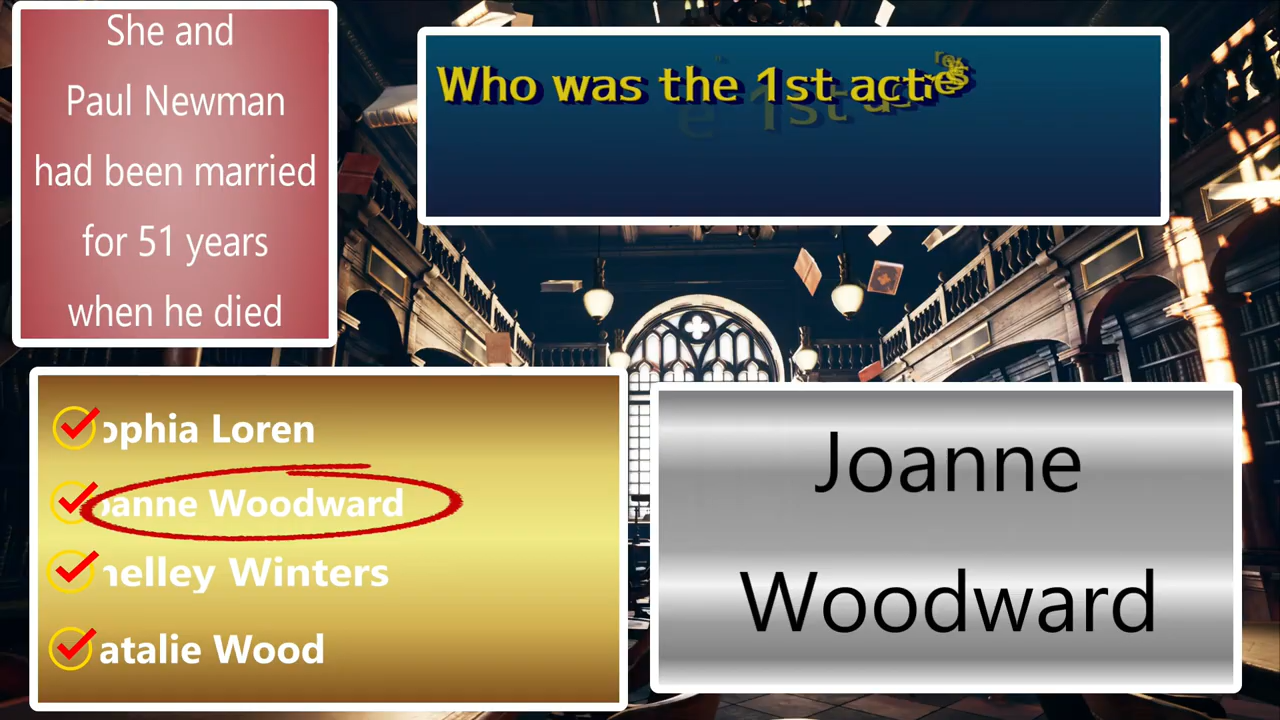 She and
Paul Newman
had been married
for 51 years
when he died
Who was the 1st
ophia Loren
oanne Woodward
helley Winters
atalie Wood
Joanne
Woodward